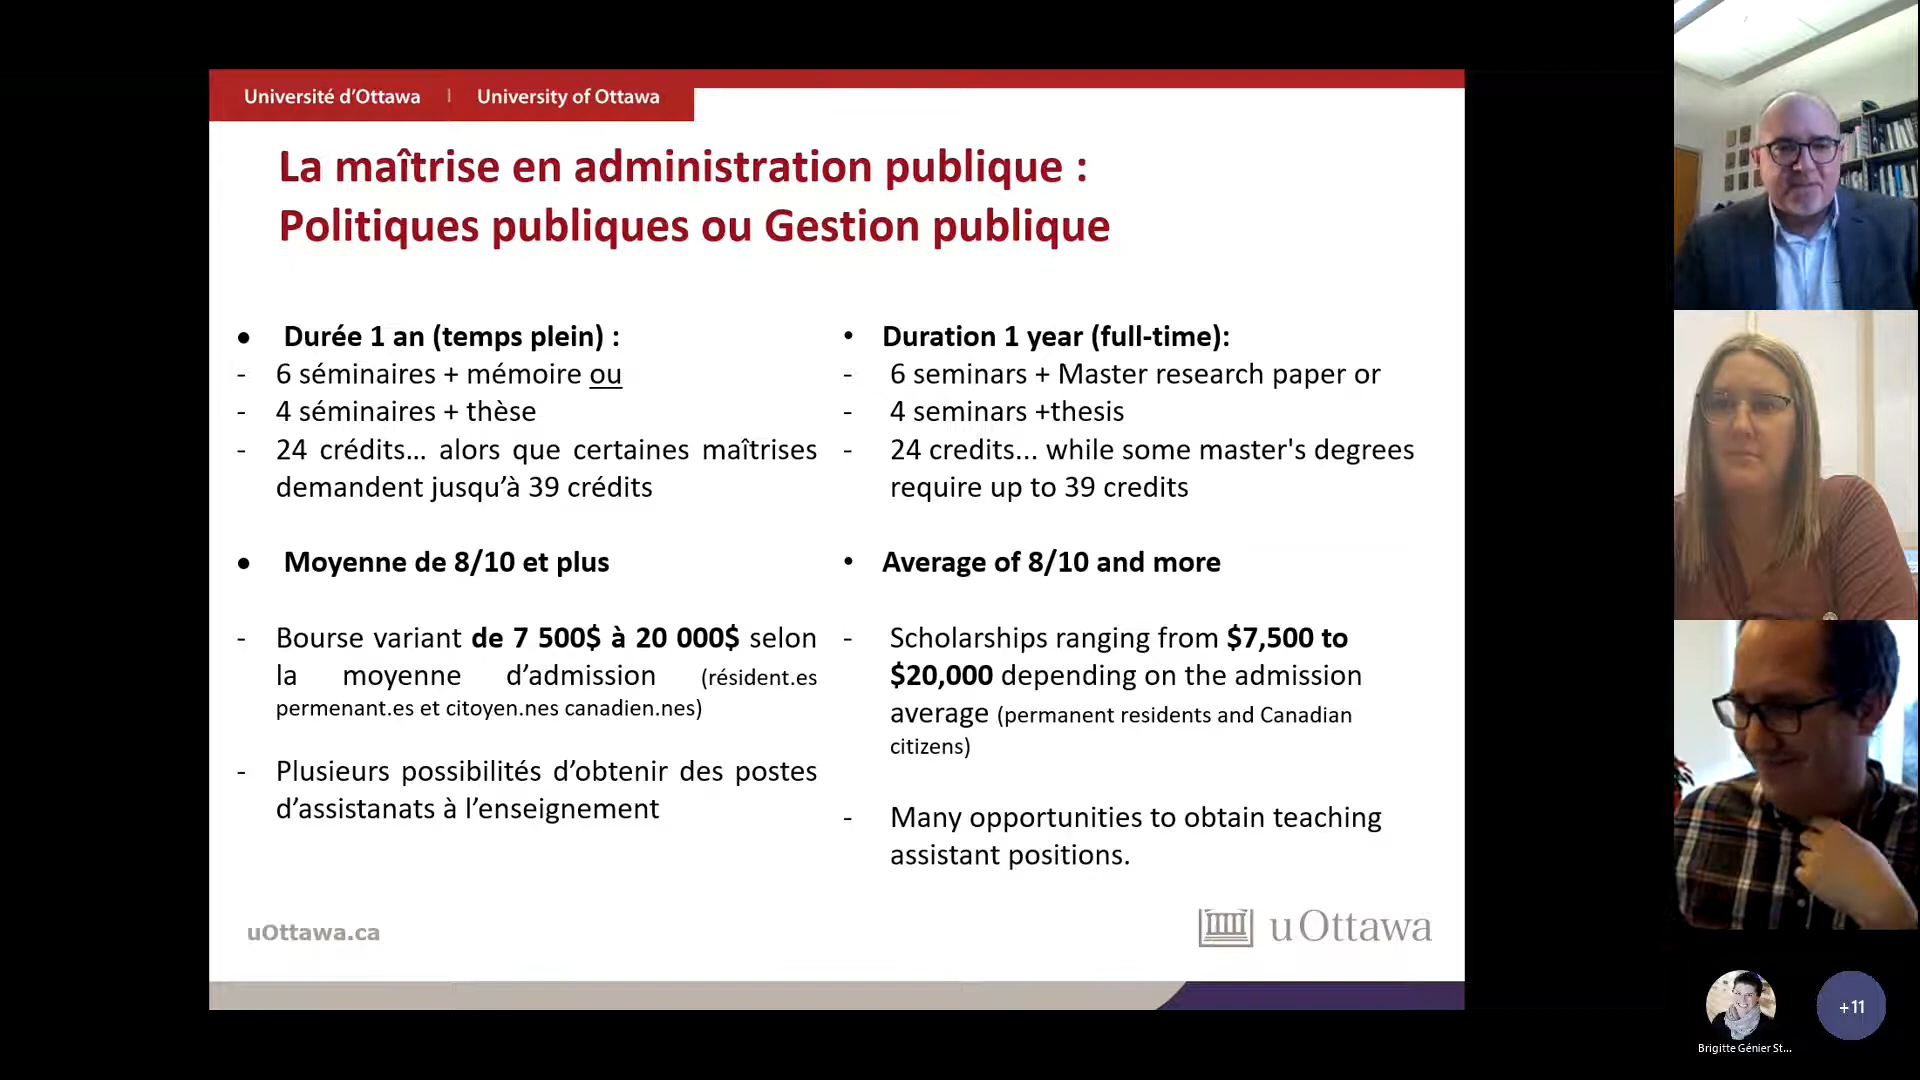 Université d'Ottawa | University of Ottawa
La maîtrise en administration publique :
Politiques publiques ou Gestion publique
• Durée 1 an (temps plein) :
- 6 séminaires + mémoire ou
- 4 séminaires + thèse
- 24 crédits... alors que certaines maîtrises
demandent jusqu'à 39 crédits
• Moyenne de 8/10 et plus
- Bourse variant de 7 500$ à 20 000$ selon
la moyenne d'admission (résident.es
permenant.es et citoyen.nes canadien.nes)
- Plusieurs possibilités d'obtenir des postes
d'assistanats à l'enseignement
• Duration 1 year (full-time):
- 6 seminars + Master research paper or
- 4 seminars +thesis
- 24 credits... while some master's degrees
require up to 39 credits
• Average of 8/10 and more
- Scholarships ranging from $7,500 to
$20,000 depending on the admission
average (permanent residents and Canadian
citizens)
- Many opportunities to obtain teaching
assistant positions.
uOttawa.ca
uOttawa
+11
Brigitte Génier St...